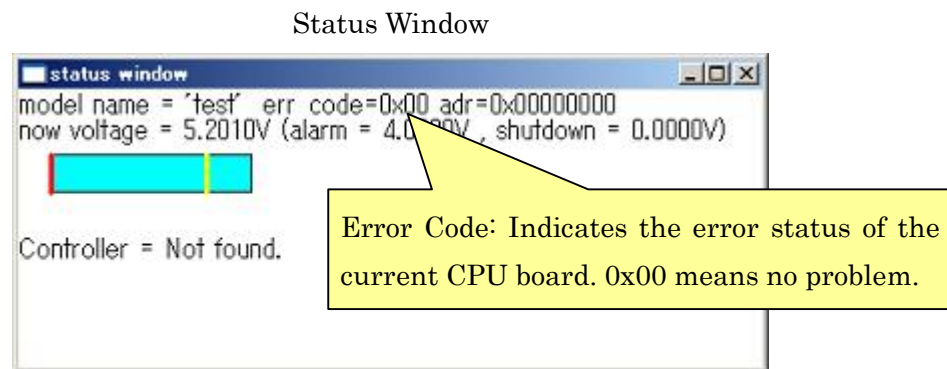 Status Window
status window
model name = 'test' err code=0x00 adr=0x00000000
now voltage = 5.2010V (alarm = , shutdown = 0.0000V)
Controller = Not found.
Error Code: Indicates the error status of the
current CPU board. 0x00 means no problem.